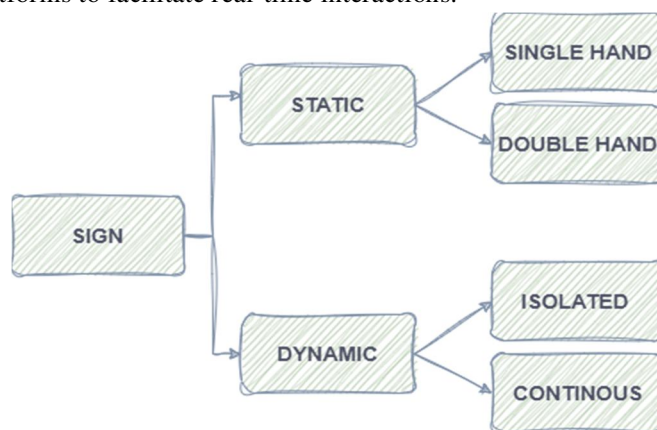 to facilitate real-time interactions.
SINGLE HAND
STATIC
DOUBLE HAND
SIGN
ISOLATED
DYNAMIC
CONTINOUS